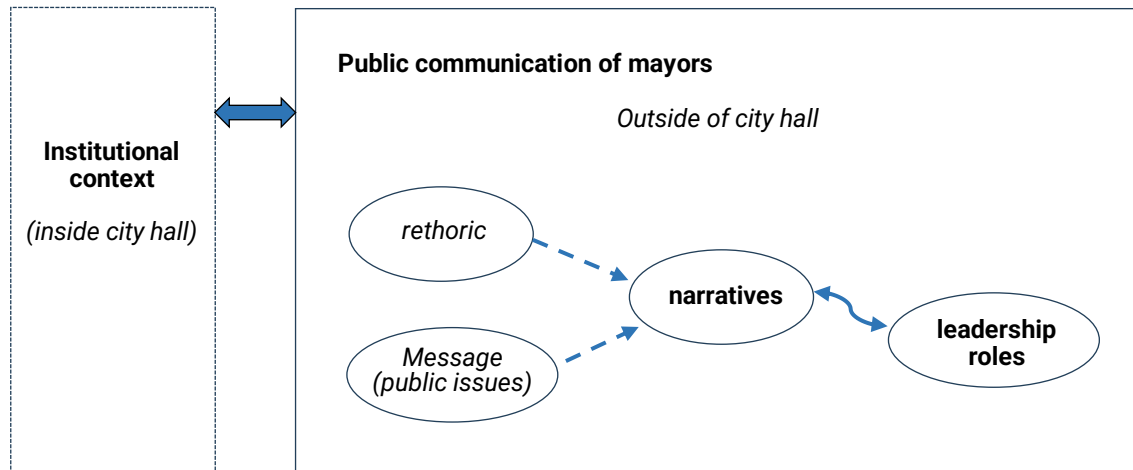 Public communication of mayors
Outside of city hall
Institutional
context
(inside city hall)
rethoric
narratives
leadership
roles
Message
(public issues)